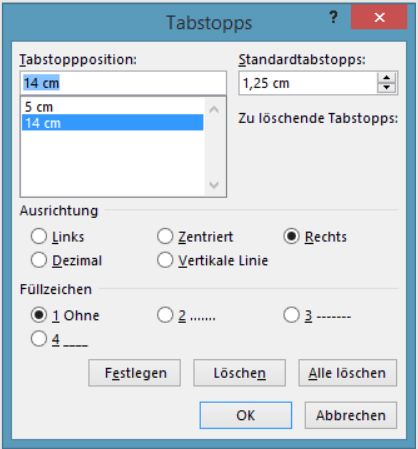 Tabstopps ? ×
Tabstoppposition: Standardtabstopps:
14 cm 1,25 cm
5 cm
14 cm
Zu löschende Tabstopps:
Ausrichtung
Links Zentriert Rechts
Dezimal Vertikale Linie
Füllzeichen
1 Ohne 2 ....... 3 -------
4 ____
Festlegen Löschen Alle löschen
OK Abbrechen